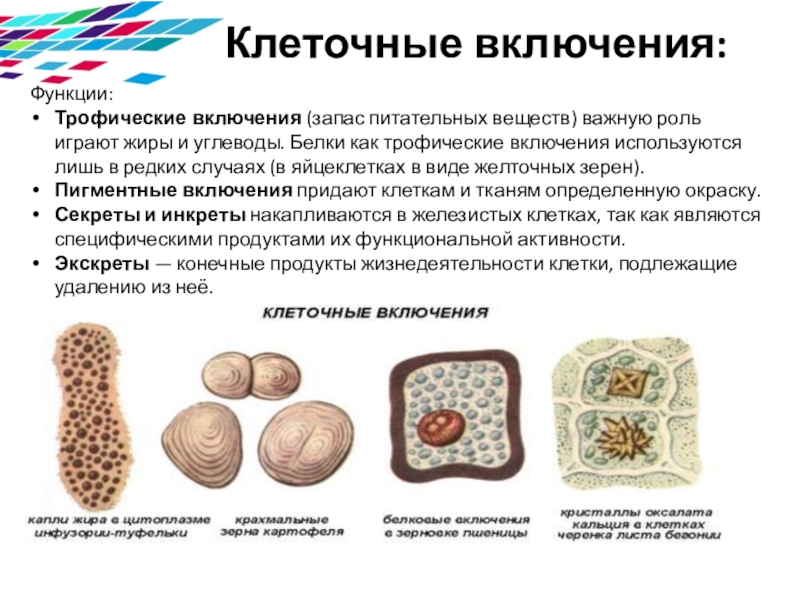 Клеточные включения:
Функции:
• Трофические включения (запас питательных веществ) важную роль
играют жиры и углеводы. Белки как трофические включения используются
лишь в редких случаях (в яйцеклетках в виде желточных зерен).
• Пигментные включения придают клеткам и тканям определенную окраску.
• Секреты и инкреты накапливаются в железистых клетках, так как являются
специфическими продуктами их функциональной активности.
• Экскреты — конечные продукты жизнедеятельности клетки, подлежащие
удалению из неё.
КЛЕТОЧНЫЕ ВКЛЮЧЕНИЯ
капли жира в цитоплазме
инфузории-туфельки
крахмальные
зерна картофеля
белковые включения
в зерновке пшеницы
кристаллы оксалата
кальция в клетках
черенка листа бегонии